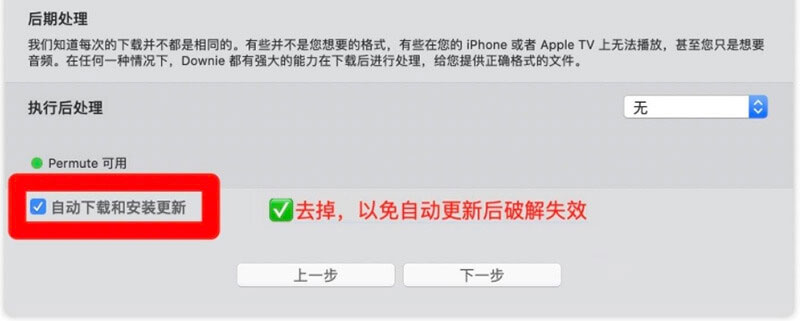 后期处理
我们知道每次的下载并不都是相同的。有些并不是您想要的格式，有些在您的 iPhone 或者 Apple TV 上无法播放，甚至您只是想要
音频。在任何一种情况下，Downie 都有强大的能力在下载后进行处理，给您提供正确格式的文件。
执行后处理
无
Permute 可用
自动下载和安装更新
✅去掉，以免自动更新后破解失效
上一步
下一步